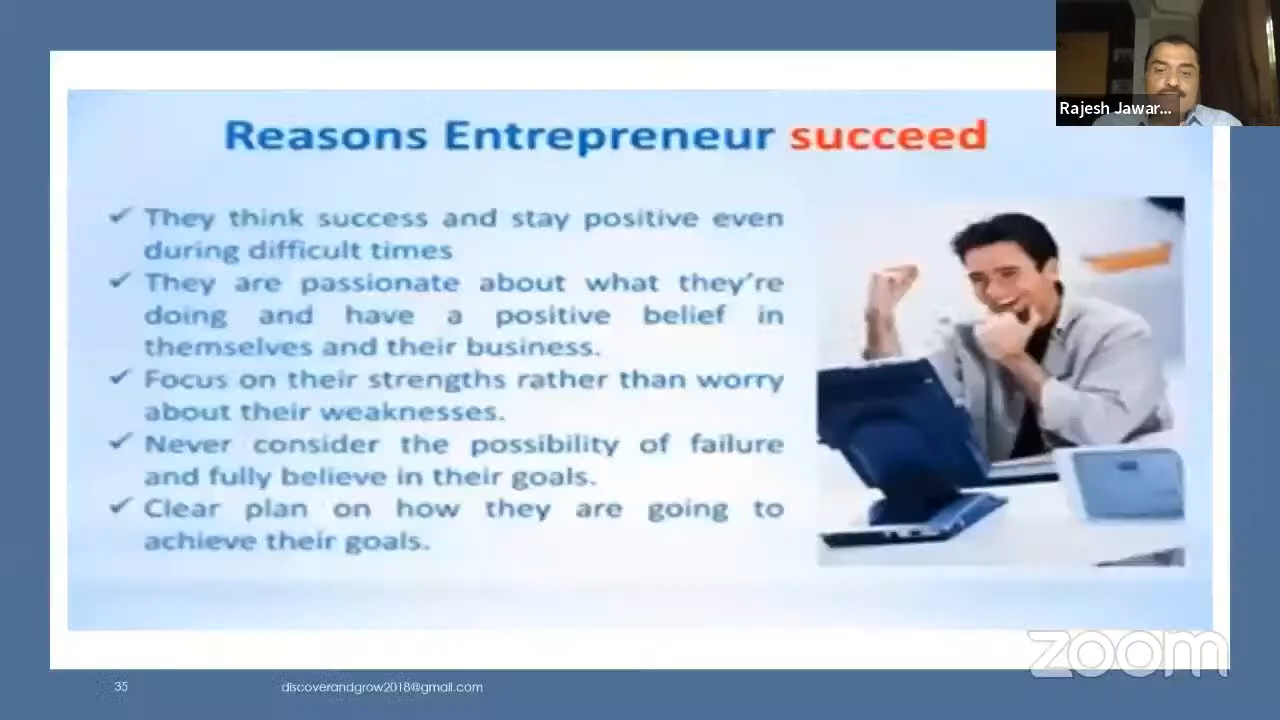 Rajesh Jawar...
Reasons Entrepreneur succeed
✓ They think success and stay positive even
during difficult times
✓ They are passionate about what they're
doing and have a positive belief in
themselves and their business.
✓ Focus on their strengths rather than worry
about their weaknesses.
✓ Never consider the possibility of failure
and fully believe in their goals.
✓ Clear plan on how they are going to
achieve their goals.
zoom
35
discoverandgrow2018@gmail.com